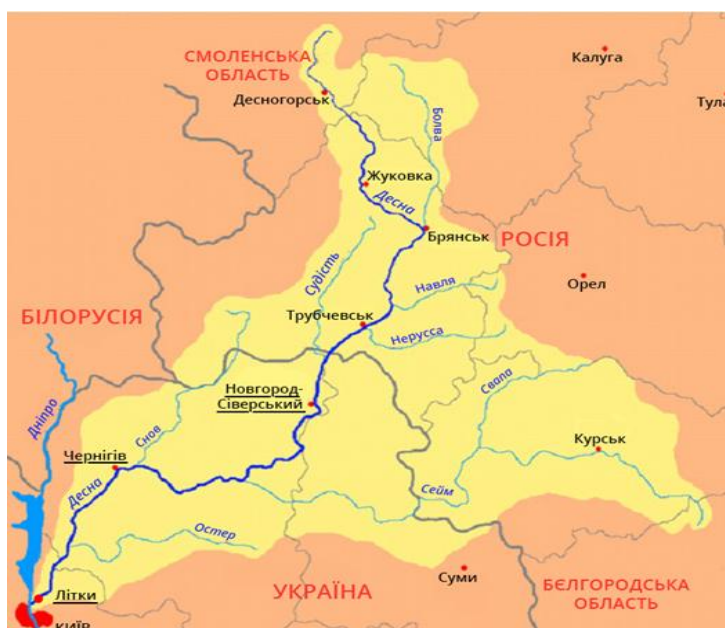 СМОЛЕНСЬКА
ОБЛАСТЬ
Калуга
Десногорськ
Болва
Тула
Жуковка
Десна
Брянськ
РОСІЯ
Судість
Навля
Орел
БІЛОРУСІЯ
Трубчевськ
Нерусса
Новгород-
Сіверський
Свапа
Дніпро
Снов
Чернігів
Курськ
Десна
Сейм
Остер
Суми
УКРАЇНА
БЄЛГОРОДСЬКА
ОБЛАСТЬ
Літки
КИЇВ